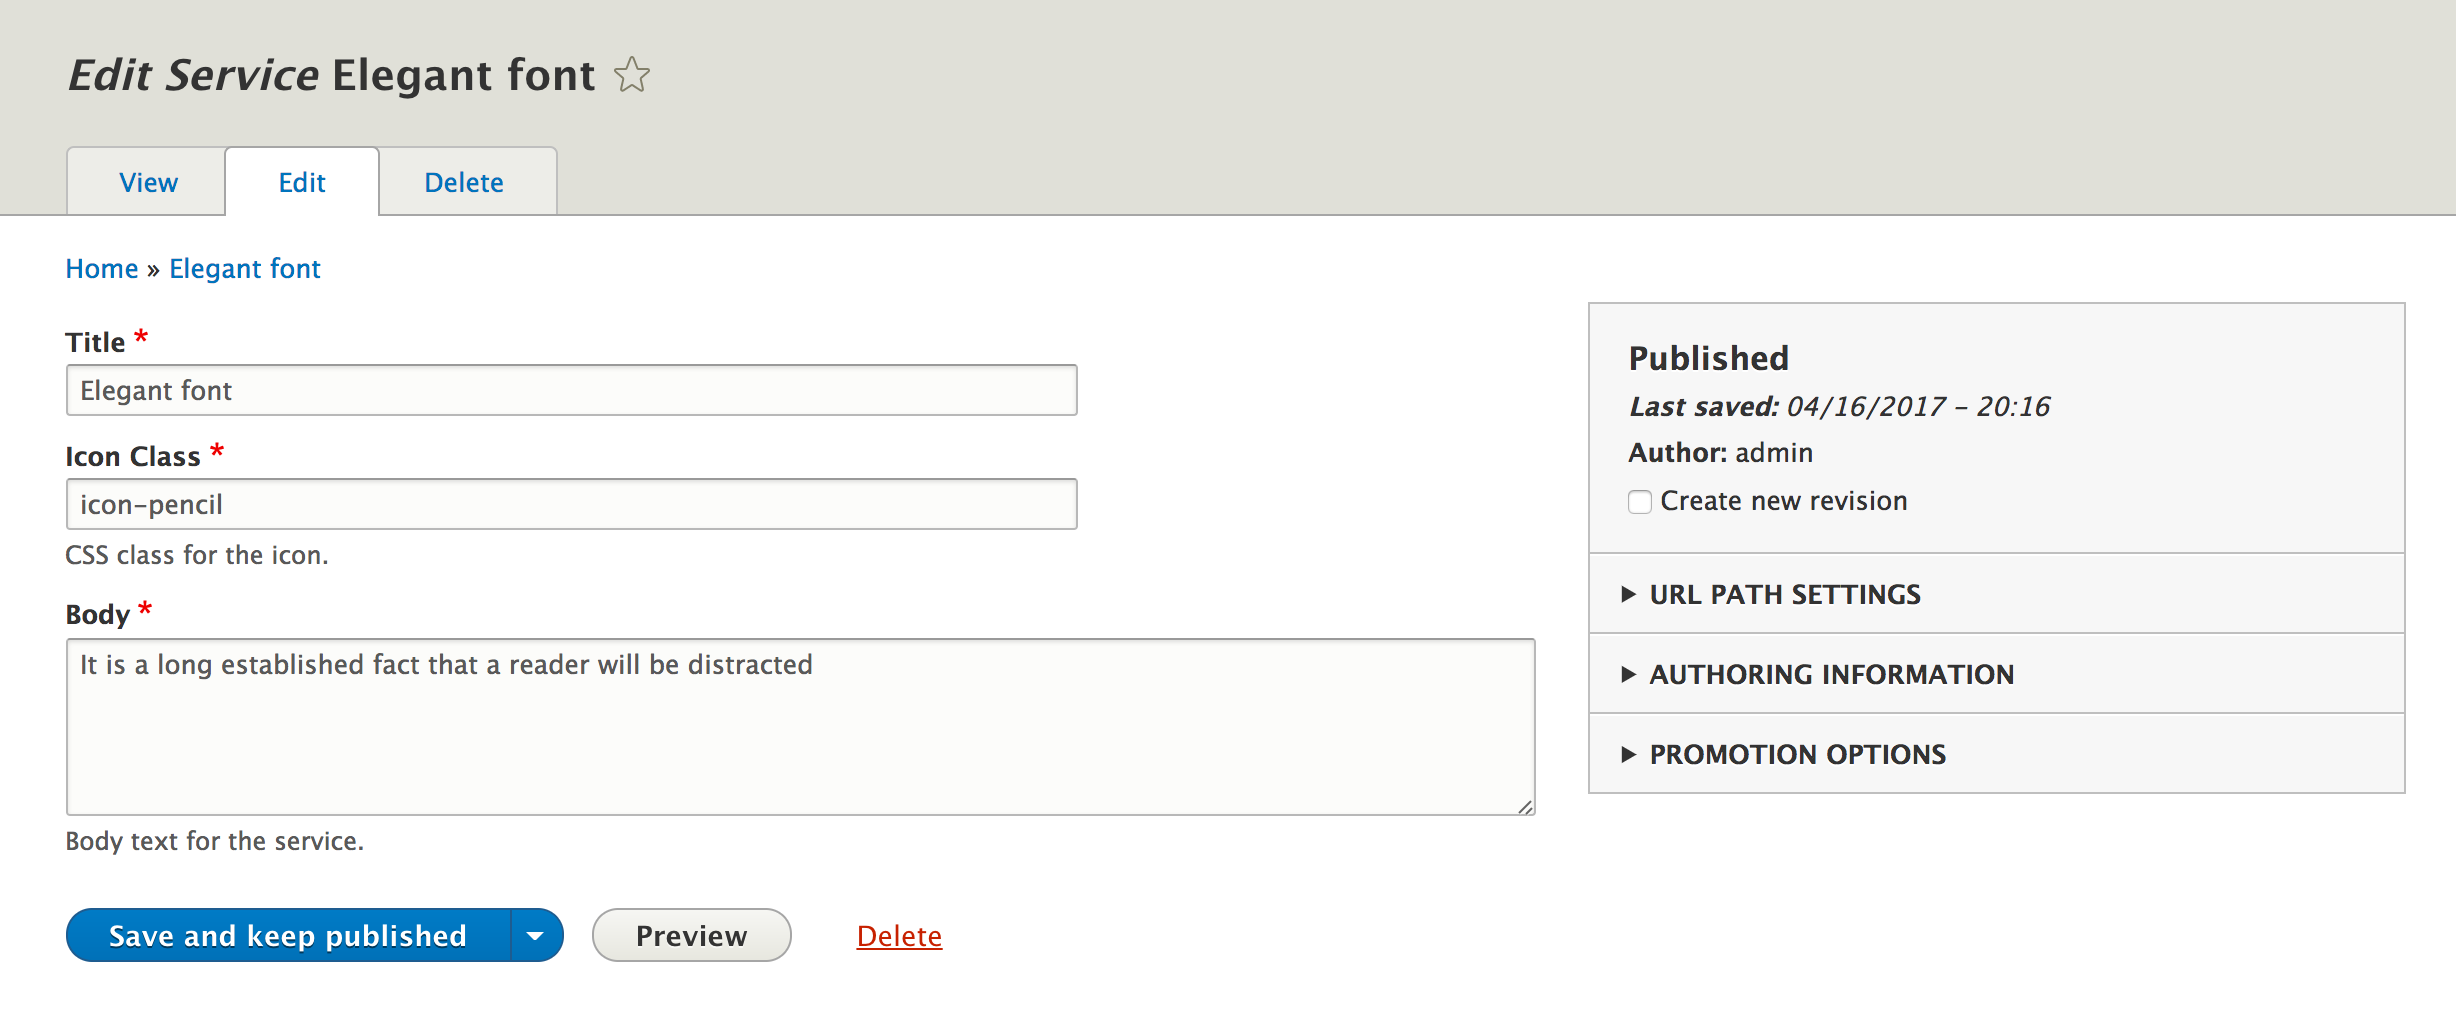 Edit Service Elegant font
View
Edit
Delete
Home » Elegant font
Title *
Elegant font
Icon Class *
icon-pencil
CSS class for the icon.
Body *
It is a long established fact that a reader will be distracted
Body text for the service.
Save and keep published
Preview
Delete
Published
Last saved: 04/16/2017 – 20:16
Author: admin
Create new revision
URL PATH SETTINGS
AUTHORING INFORMATION
PROMOTION OPTIONS